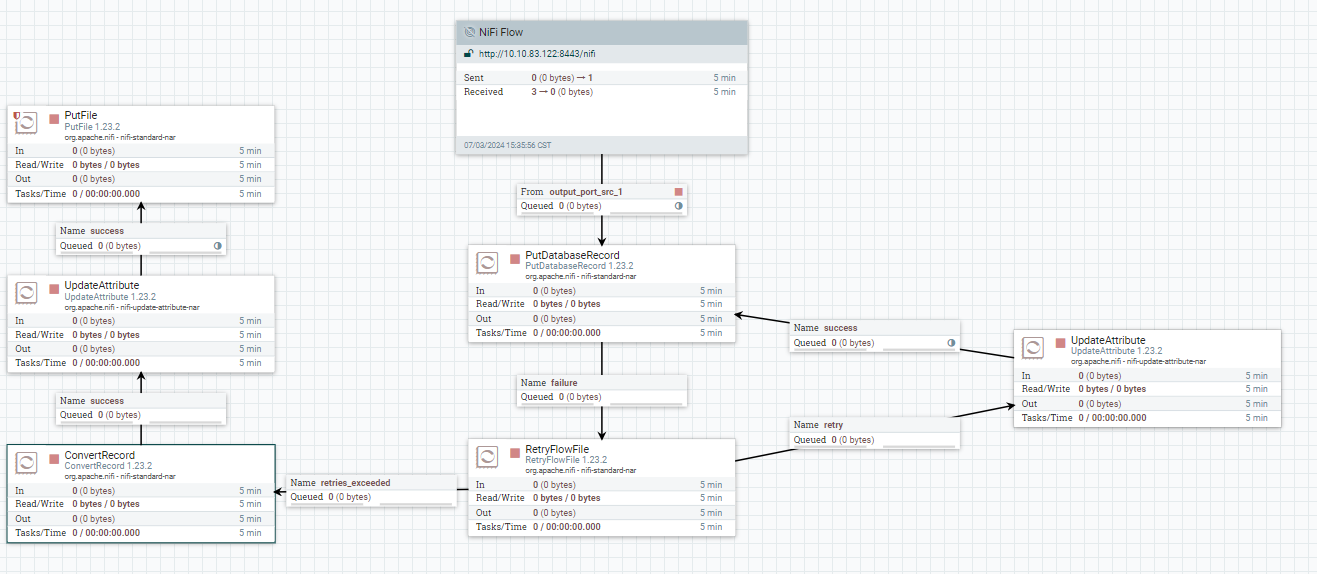 NiFi Flow
http://10.10.83.122:8443/nifi
Sent 0 (0 bytes) → 1 5 min
Received 3 → 0 (0 bytes) 5 min
07/03/2024 15:35:56 CST
From output_port_src_1
Queued 0 (0 bytes)
PutFile
PutFile 1.23.2
org.apache.nifi - nifi-standard-nar
In 0 (0 bytes) 5 min
Read/Write 0 bytes / 0 bytes 5 min
Out 0 (0 bytes) 5 min
Tasks/Time 0 / 00:00:00.000 5 min
Name success
Queued 0 (0 bytes)
UpdateAttribute
UpdateAttribute 1.23.2
org.apache.nifi - nifi-update-attribute-nar
In 0 (0 bytes) 5 min
Read/Write 0 bytes / 0 bytes 5 min
Out 0 (0 bytes) 5 min
Tasks/Time 0 / 00:00:00.000 5 min
Name success
Queued 0 (0 bytes)
ConvertRecord
ConvertRecord 1.23.2
org.apache.nifi - nifi-standard-nar
In 0 (0 bytes) 5 min
Read/Write 0 bytes / 0 bytes 5 min
Out 0 (0 bytes) 5 min
Tasks/Time 0 / 00:00:00.000 5 min
Name retries_exceeded
Queued 0 (0 bytes)
PutDatabaseRecord
PutDatabaseRecord 1.23.2
org.apache.nifi - nifi-standard-nar
In 0 (0 bytes) 5 min
Read/Write 0 bytes / 0 bytes 5 min
Out 0 (0 bytes) 5 min
Tasks/Time 0 / 00:00:00.000 5 min
Name failure
Queued 0 (0 bytes)
RetryFlowFile
RetryFlowFile 1.23.2
org.apache.nifi - nifi-standard-nar
In 0 (0 bytes) 5 min
Read/Write 0 bytes / 0 bytes 5 min
Out 0 (0 bytes) 5 min
Tasks/Time 0 / 00:00:00.000 5 min
Name success
Queued 0 (0 bytes)
Name retry
Queued 0 (0 bytes)
UpdateAttribute
UpdateAttribute 1.23.2
org.apache.nifi - nifi-update-attribute-nar
In 0 (0 bytes) 5 min
Read/Write 0 bytes / 0 bytes 5 min
Out 0 (0 bytes) 5 min
Tasks/Time 0 / 00:00:00.000 5 min